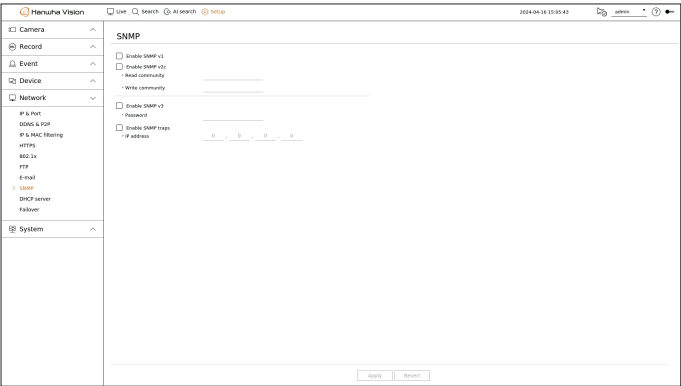 Hanwha Vision
Live Search AI search Setup
2024-04-16 15:05:43
admin
?
Camera
Record
Event
Device
Network
IP & Port
DDNS & P2P
IP & MAC filtering
HTTPS
802.1x
FTP
E-mail
SNMP
DHCP server
Failover
System
SNMP
Enable SNMP v1
Enable SNMP v2c
Read community
Write community
Enable SNMP v3
Password
Enable SNMP traps
IP address 0 . 0 . 0 . 0
Apply Revert